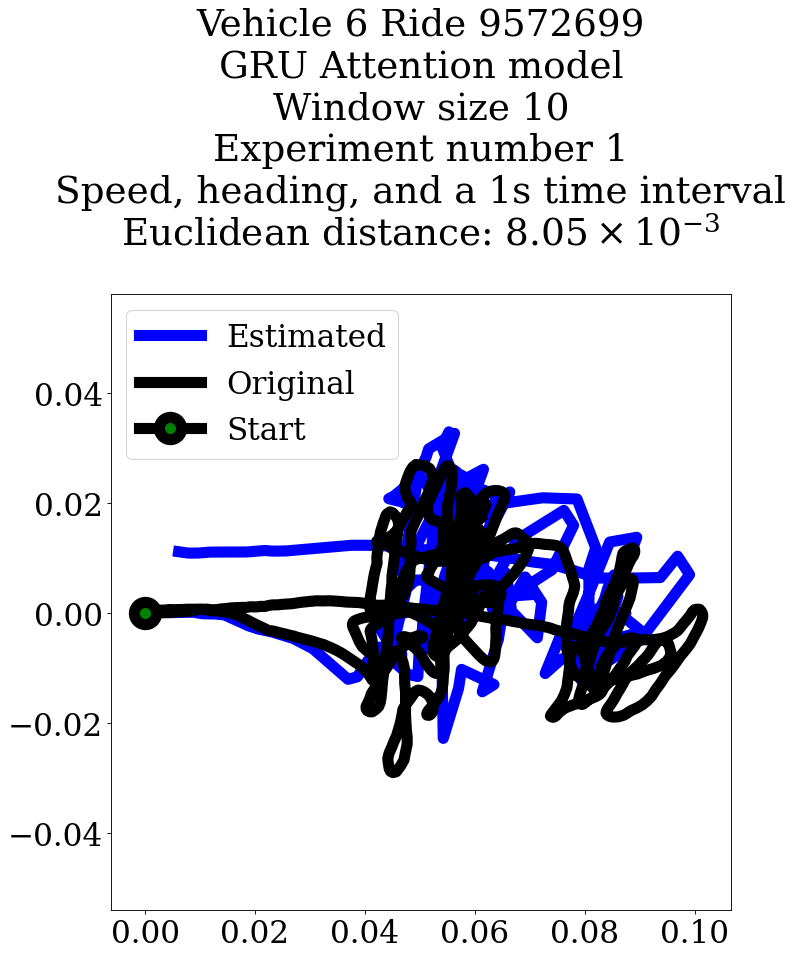 Vehicle 6 Ride 9572699
GRU Attention model
Window size 10
Experiment number 1
Speed, heading, and a 1s time interval
Euclidean distance: 8.05 × 10⁻³
Estimated
Original
Start
0.04
0.02
0.00
−0.02
−0.04
0.00 0.02 0.04 0.06 0.08 0.10